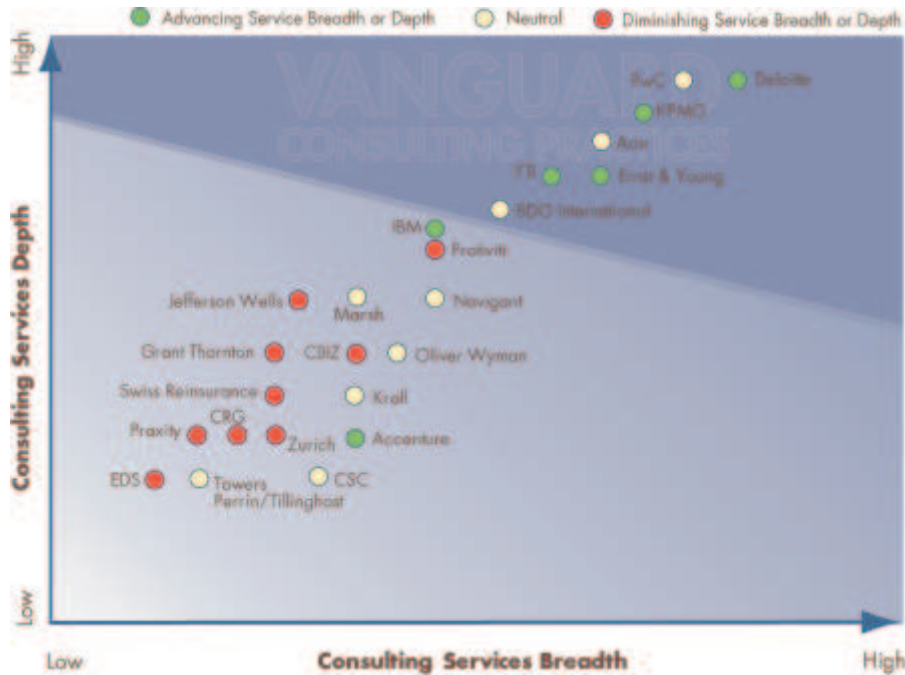 Advancing Service Breadth or Depth
Neutral
Diminishing Service Breadth or Depth
High
VANGUARD
CONSULTING PRACTICES
PwC
Deloitte
KPMG
Aon
Ernst & Young
BDO International
IBM
Protiviti
Jefferson Wells
Marsh
Navigant
Grant Thornton
CBIZ
Oliver Wyman
Swiss Reinsurance
Kroll
CRG
Praxity
Zurich
Accenture
EDS
Towers
Perrin/Tillinghast
CSC
Consulting Services Depth
Low
Low
Consulting Services Breadth
High